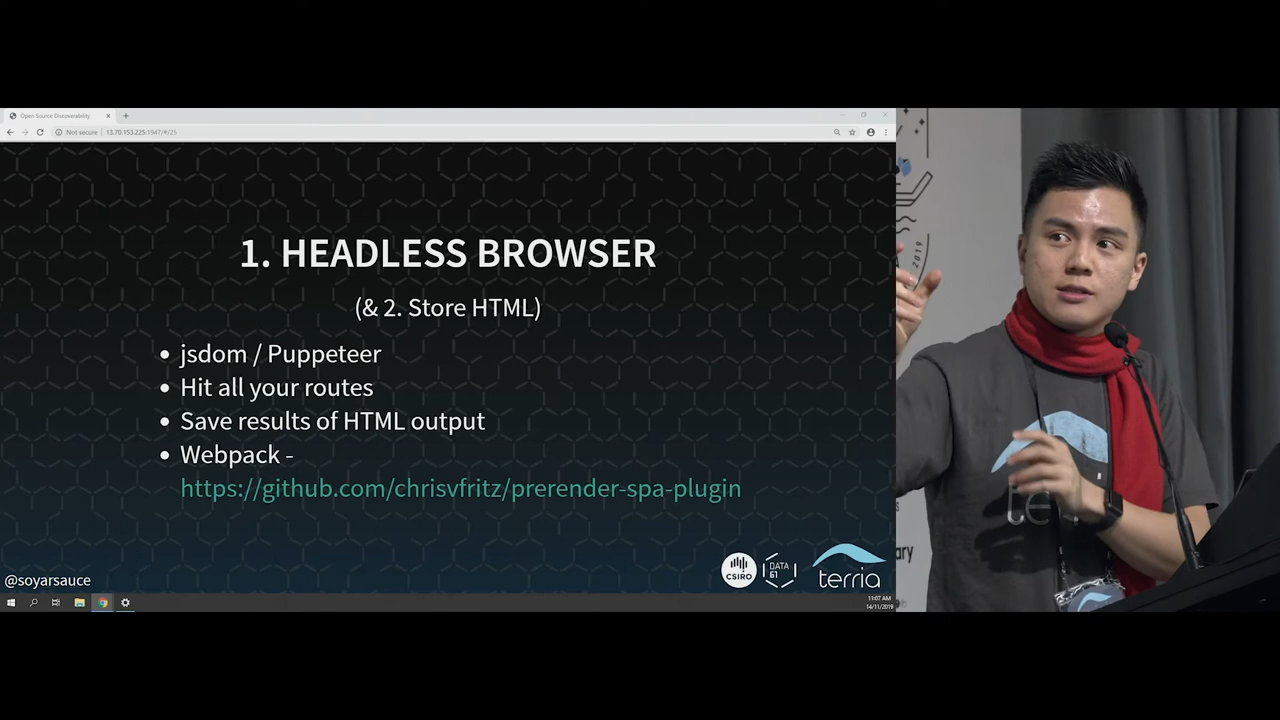 Open Source Discoverability
Not secure | 13.70.153.225:1947/#/25
1. HEADLESS BROWSER
(& 2. Store HTML)
• jsdom / Puppeteer
• Hit all your routes
• Save results of HTML output
• Webpack -
https://github.com/chrisvfritz/prerender-spa-plugin
@soyarsauce
CSIRO
DATA
61
terria
11:07 AM
14/11/2019
2019
ary